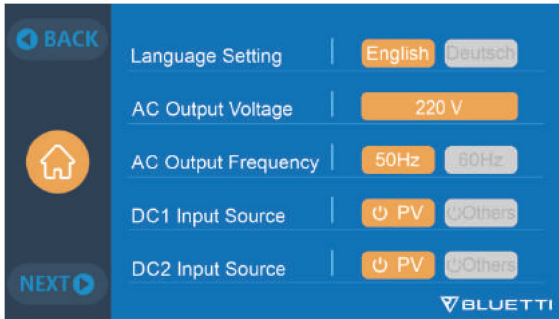 BACK
Language Setting | English Deutsch
AC Output Voltage | 220 V
AC Output Frequency | 50Hz 60Hz
DC1 Input Source | PV Others
DC2 Input Source | PV Others
NEXT
BLUETTI